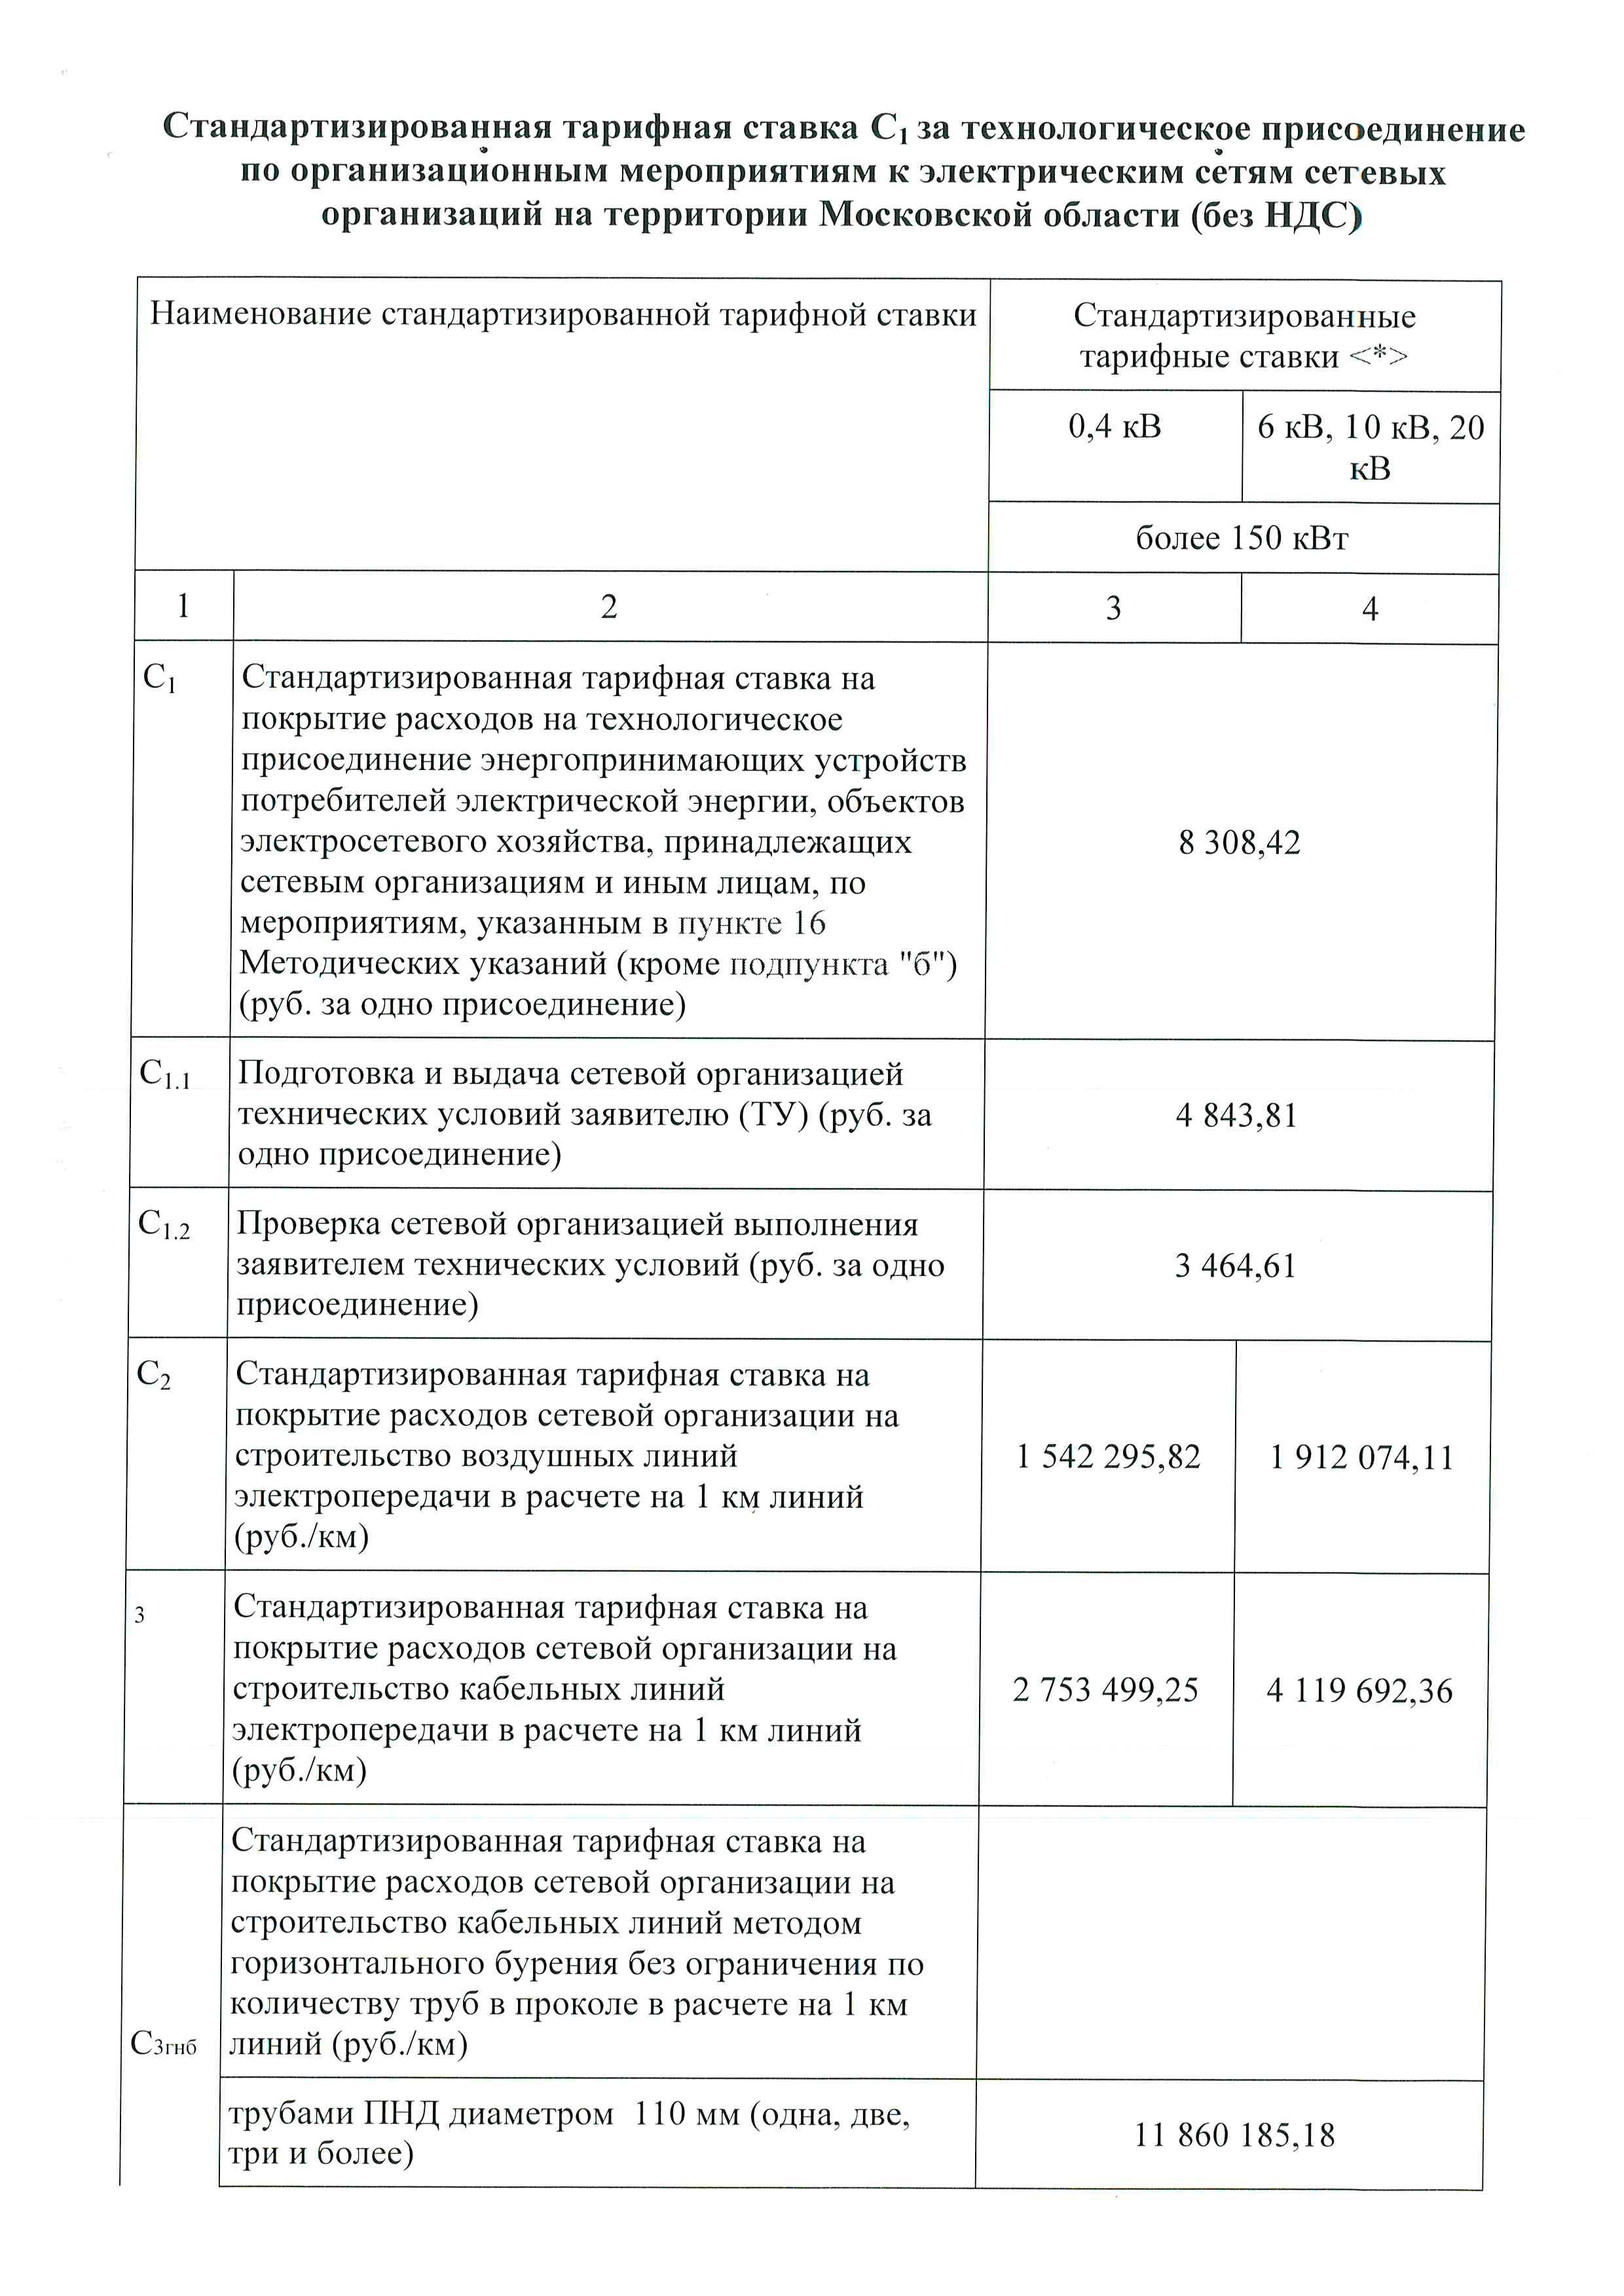 Стандартизированная тарифная ставка С1 за технологическое присоединение
по организационным мероприятиям к электрическим сетям сетевых
организаций на территории Московской области (без НДС)
Наименование стандартизированной тарифной ставки
Стандартизированные
тарифные ставки <*>
0,4 кВ
6 кВ, 10 кВ, 20
кВ
более 150 кВт
1
2
3
4
С1
Стандартизированная тарифная ставка на
покрытие расходов на технологическое
присоединение энергопринимающих устройств
потребителей электрической энергии, объектов
электросетевого хозяйства, принадлежащих
сетевым организациям и иным лицам, по
мероприятиям, указанным в пункте 16
Методических указаний (кроме подпункта "б")
(руб. за одно присоединение)
8 308,42
С1.1
Подготовка и выдача сетевой организацией
технических условий заявителю (ТУ) (руб. за
одно присоединение)
4 843,81
С1.2
Проверка сетевой организацией выполнения
заявителем технических условий (руб. за одно
присоединение)
3 464,61
С2
Стандартизированная тарифная ставка на
покрытие расходов сетевой организации на
строительство воздушных линий
электропередачи в расчете на 1 км линий
(руб./км)
1 542 295,82
1 912 074,11
3
Стандартизированная тарифная ставка на
покрытие расходов сетевой организации на
строительство кабельных линий
электропередачи в расчете на 1 км линий
(руб./км)
2 753 499,25
4 119 692,36
С3гнб
Стандартизированная тарифная ставка на
покрытие расходов сетевой организации на
строительство кабельных линий методом
горизонтального бурения без ограничения по
количеству труб в проколе в расчете на 1 км
линий (руб./км)
трубами ПНД диаметром 110 мм (одна, две,
три и более)
11 860 185,18